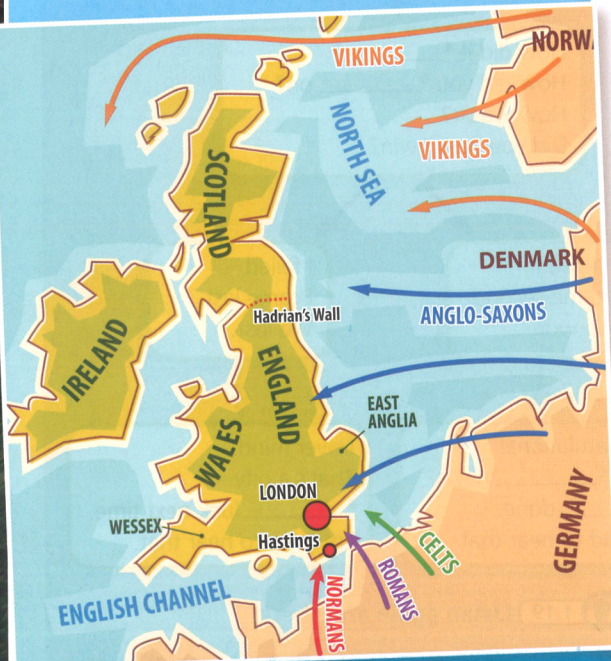 VIKINGS
NORW
VIKINGS
NORTH SEA
SCOTLAND
DENMARK
ANGLO-SAXONS
Hadrian's Wall
IRELAND
ENGLAND
EAST
ANGLIA
WALES
LONDON
WESSEX
Hastings
GERMANY
CELTS
ROMANS
NORMANS
ENGLISH CHANNEL